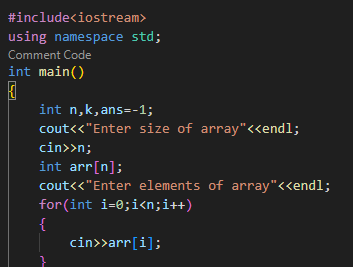 #include<iostream>
using namespace std;
Comment Code
int main()
{
    int n,k,ans=-1;
    cout<<"Enter size of array"<<endl;
    cin>>n;
    int arr[n];
    cout<<"Enter elements of array"<<endl;
    for(int i=0;i<n;i++)
    {
        cin>>arr[i];
    }